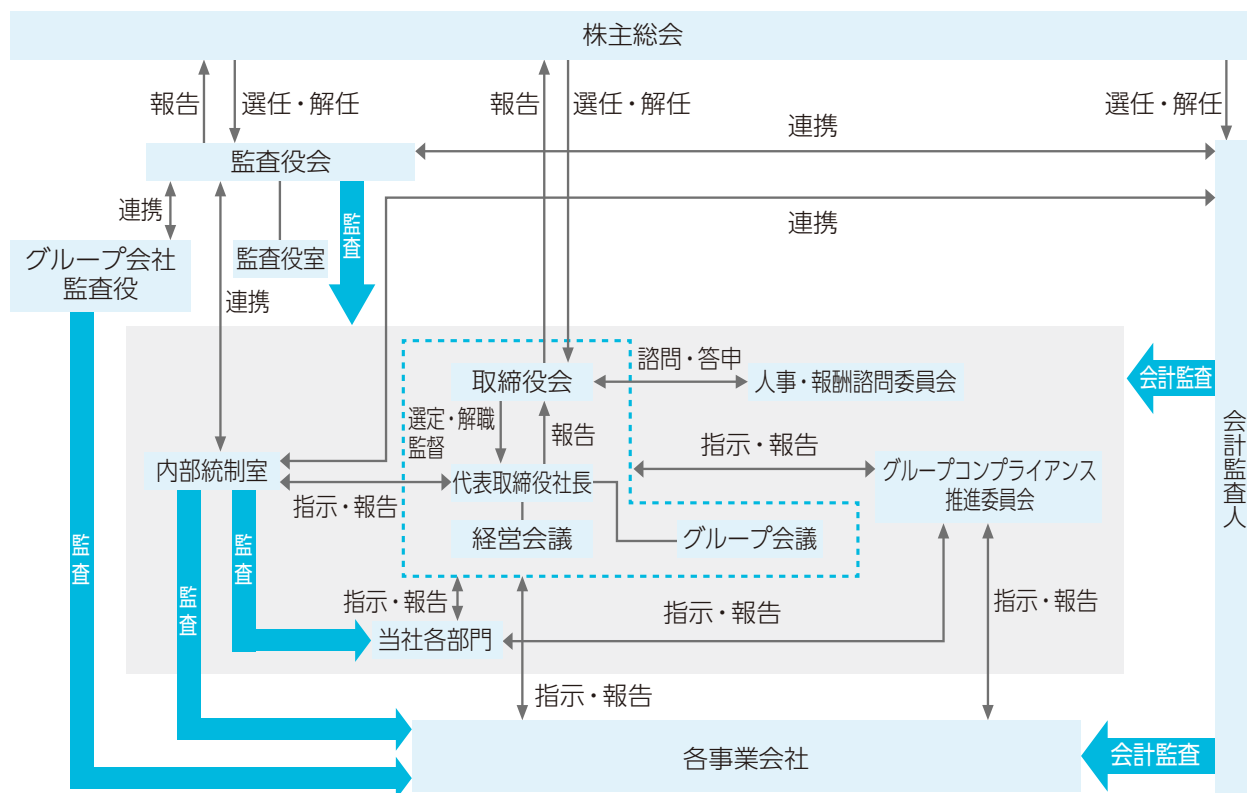 株主総会
報告
選任・解任
報告
選任・解任
選任・解任
連携
監査役会
連携
連携
監査
グループ会社
監査役
監査役室
連携
諮問・答申
取締役会
人事・報酬諮問委員会
会計監査
選定・解職
監督
報告
指示・報告
会計監査人
内部統制室
代表取締役社長
グループコンプライアンス
推進委員会
指示・報告
経営会議
グループ会議
監査
監査
監査
指示・報告
指示・報告
指示・報告
当社各部門
指示・報告
各事業会社
会計監査